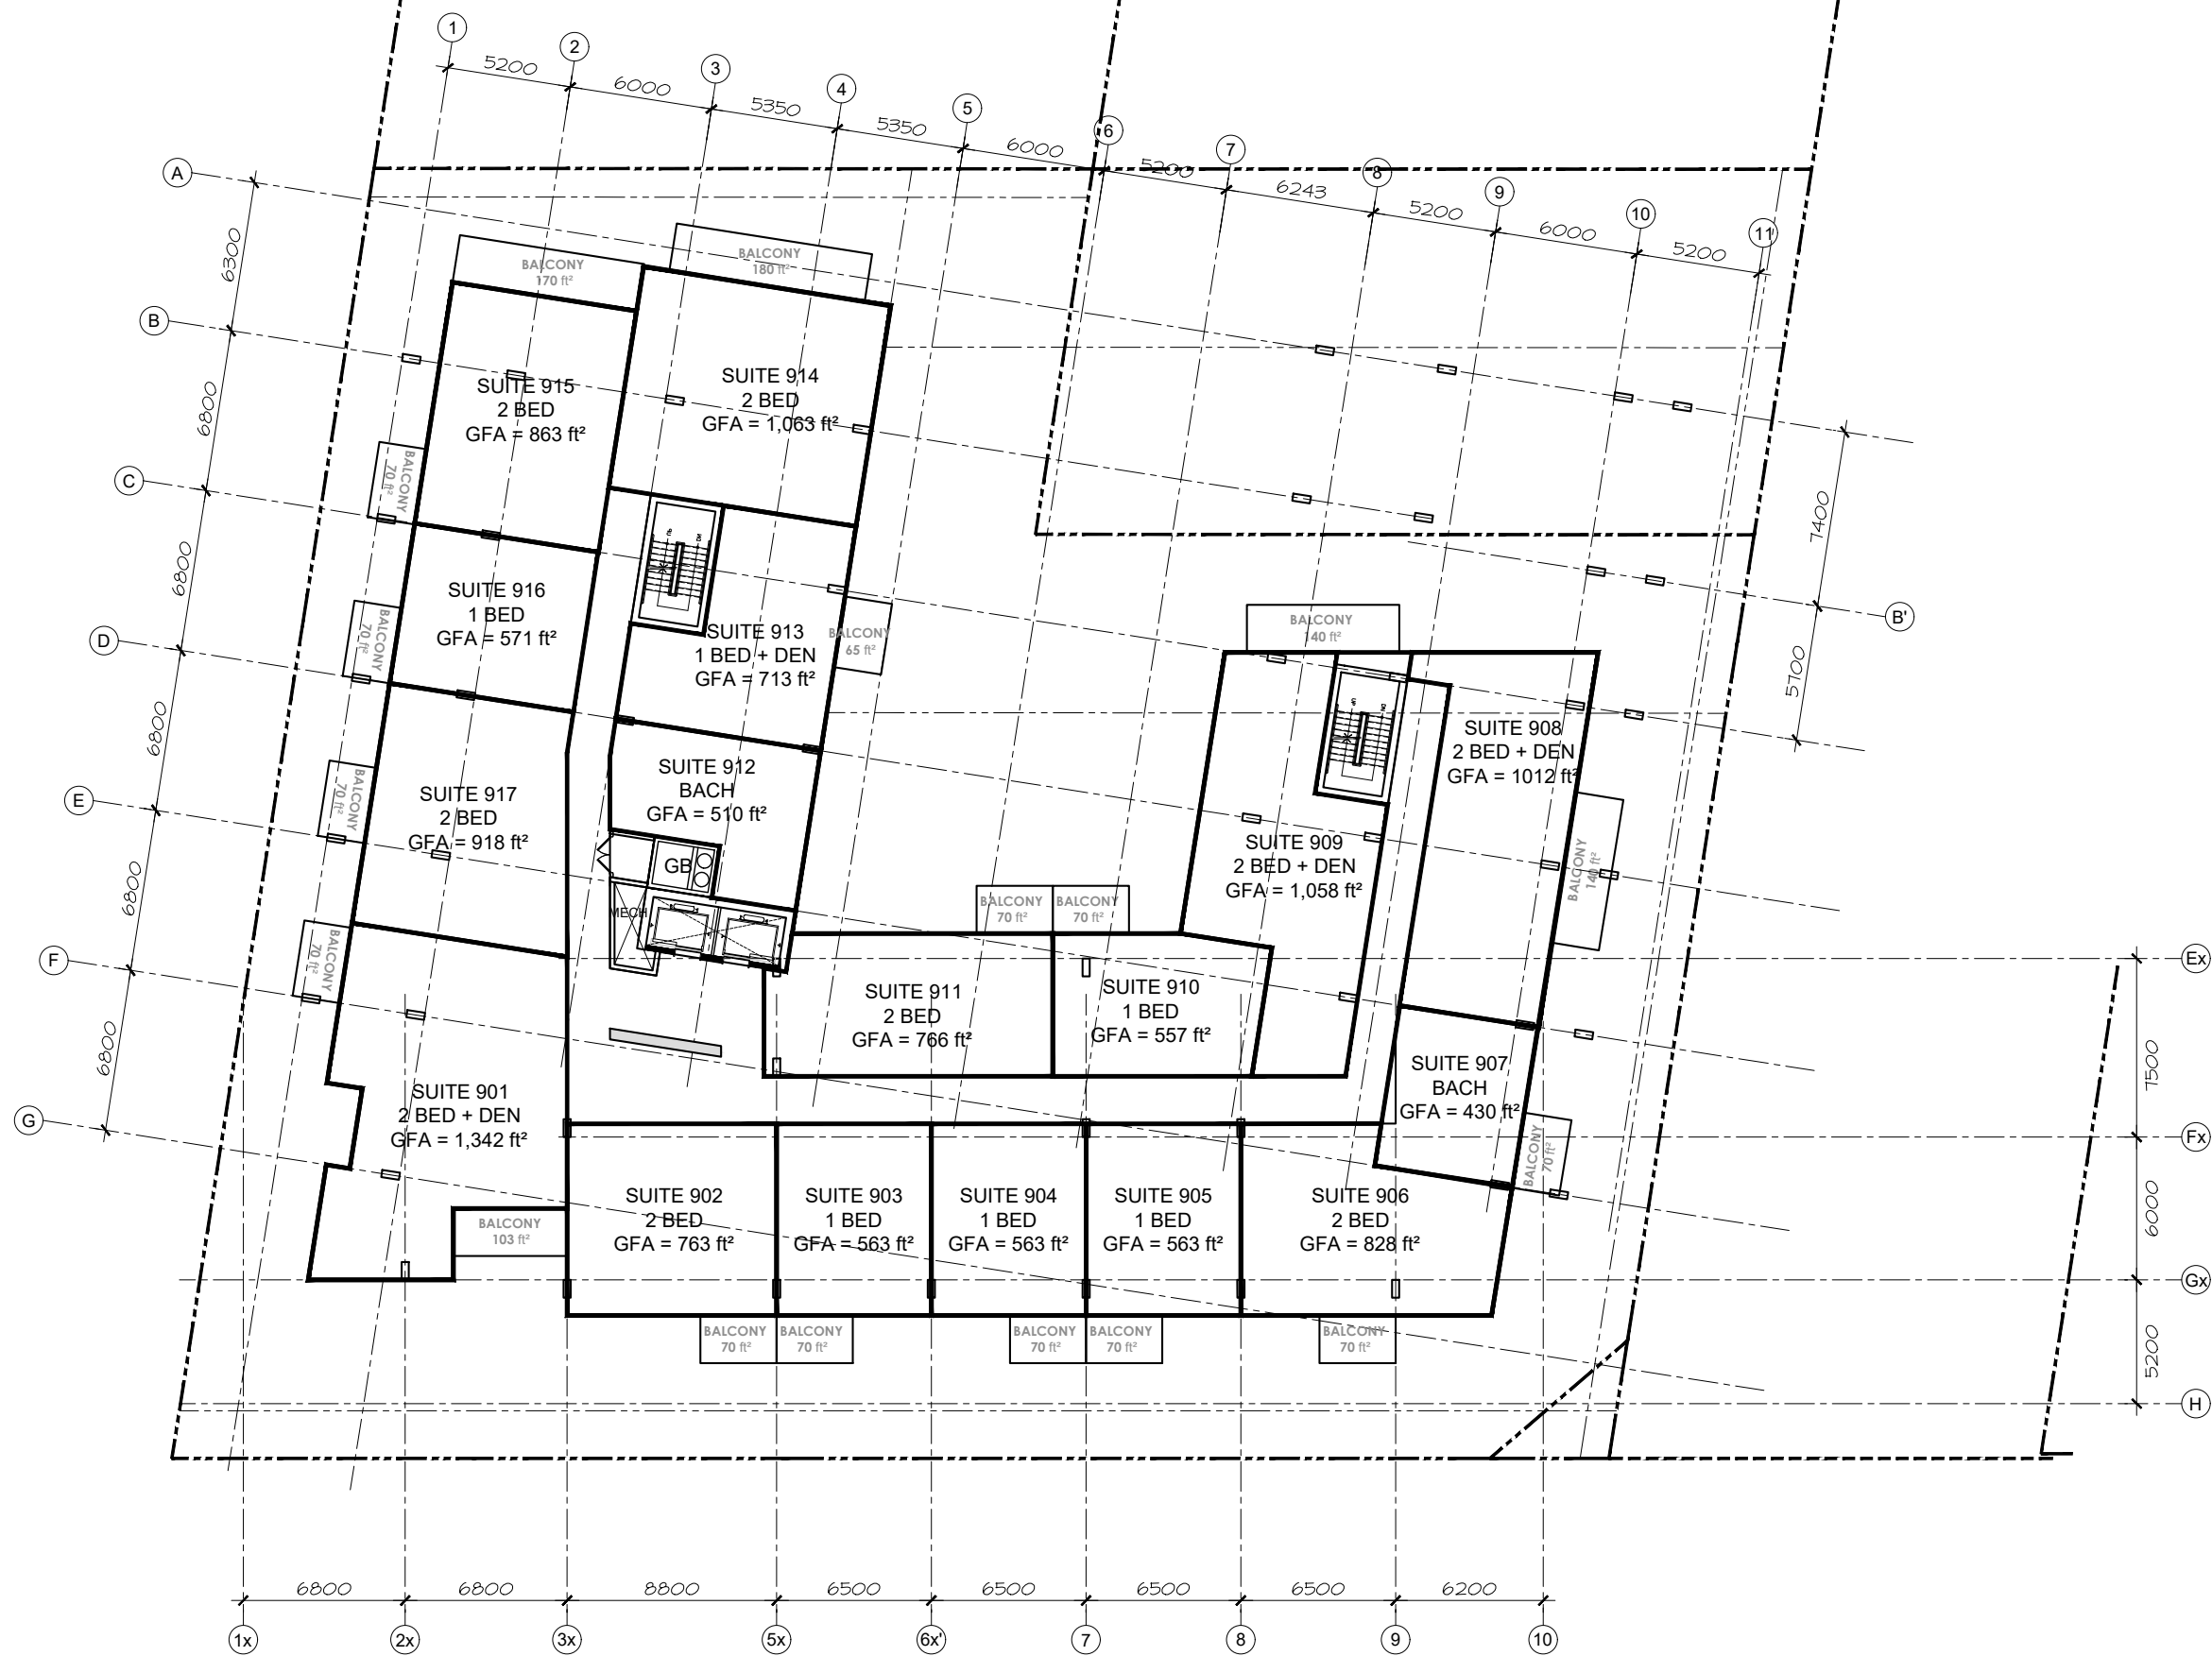 1
2
3
4
5
6
7
8
9
10
11
5200
6000
5350
5350
6000
5200
6243
5200
6000
5200
A
B
C
D
E
F
G
6300
6800
6800
6800
6800
6800
BALCONY
170 ft²
BALCONY
180 ft²
SUITE 915
2 BED
GFA = 863 ft²
SUITE 914
2 BED
GFA = 1,063 ft²
BALCONY
70 ft²
SUITE 916
1 BED
GFA = 571 ft²
BALCONY
70 ft²
SUITE 913
1 BED + DEN
GFA = 713 ft²
BALCONY
65 ft²
SUITE 917
2 BED
GFA = 918 ft²
BALCONY
70 ft²
SUITE 912
BACH
GFA = 510 ft²
GB
MECH
BALCONY
70 ft²
BALCONY
140 ft²
SUITE 908
2 BED + DEN
GFA = 1012 ft²
SUITE 909
2 BED + DEN
GFA = 1,058 ft²
BALCONY
140 ft²
BALCONY
70 ft²
BALCONY
70 ft²
SUITE 911
2 BED
GFA = 766 ft²
SUITE 910
1 BED
GFA = 557 ft²
SUITE 907
BACH
GFA = 430 ft²
BALCONY
70 ft²
SUITE 901
2 BED + DEN
GFA = 1,342 ft²
BALCONY
103 ft²
SUITE 902
2 BED
GFA = 763 ft²
SUITE 903
1 BED
GFA = 563 ft²
SUITE 904
1 BED
GFA = 563 ft²
SUITE 905
1 BED
GFA = 563 ft²
SUITE 906
2 BED
GFA = 828 ft²
BALCONY
70 ft²
BALCONY
70 ft²
BALCONY
70 ft²
BALCONY
70 ft²
BALCONY
70 ft²
7400
B'
5700
Ex
7500
Fx
6000
Gx
5200
H
6800
6800
8800
6500
6500
6500
6500
6200
1x
2x
3x
5x
6x'
7
8
9
10